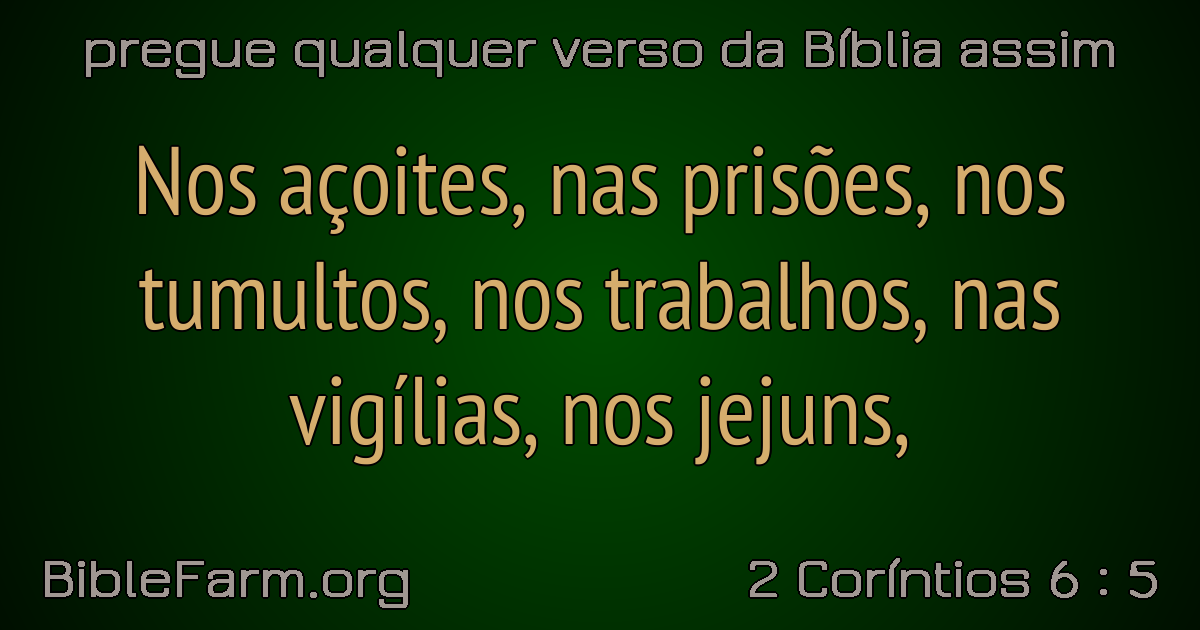 pregue qualquer verso da Bíblia assim
Nos açoites, nas prisões, nos
tumultos, nos trabalhos, nas
vigílias, nos jejuns,
BibleFarm.org
2 Coríntios 6 : 5